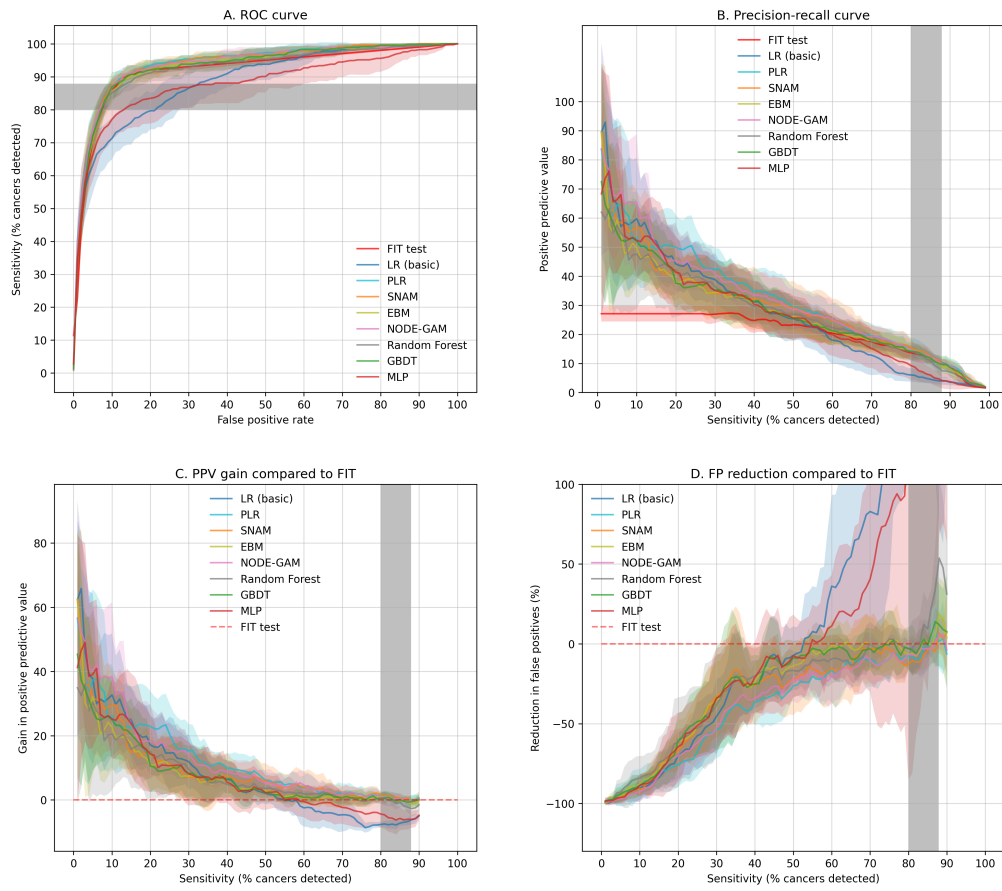 A. ROC curve
Sensitivity (% cancers detected)
100
90
80
70
60
50
40
30
20
10
0
FIT test
LR (basic)
PLR
SNAM
EBM
NODE-GAM
Random Forest
GBDT
MLP
0 10 20 30 40 50 60 70 80 90 100
False positive rate
B. Precision-recall curve
Positive predicive value
100
90
80
70
60
50
40
30
20
10
0
FIT test
LR (basic)
PLR
SNAM
EBM
NODE-GAM
Random Forest
GBDT
MLP
0 10 20 30 40 50 60 70 80 90 100
Sensitivity (% cancers detected)
C. PPV gain compared to FIT
Gain in positive predictive value
80
60
40
20
0
LR (basic)
PLR
SNAM
EBM
NODE-GAM
Random Forest
GBDT
MLP
FIT test
0 10 20 30 40 50 60 70 80 90 100
Sensitivity (% cancers detected)
D. FP reduction compared to FIT
Reduction in false positives (%)
100
50
0
−50
−100
LR (basic)
PLR
SNAM
EBM
NODE-GAM
Random Forest
GBDT
MLP
FIT test
0 10 20 30 40 50 60 70 80 90 100
Sensitivity (% cancers detected)